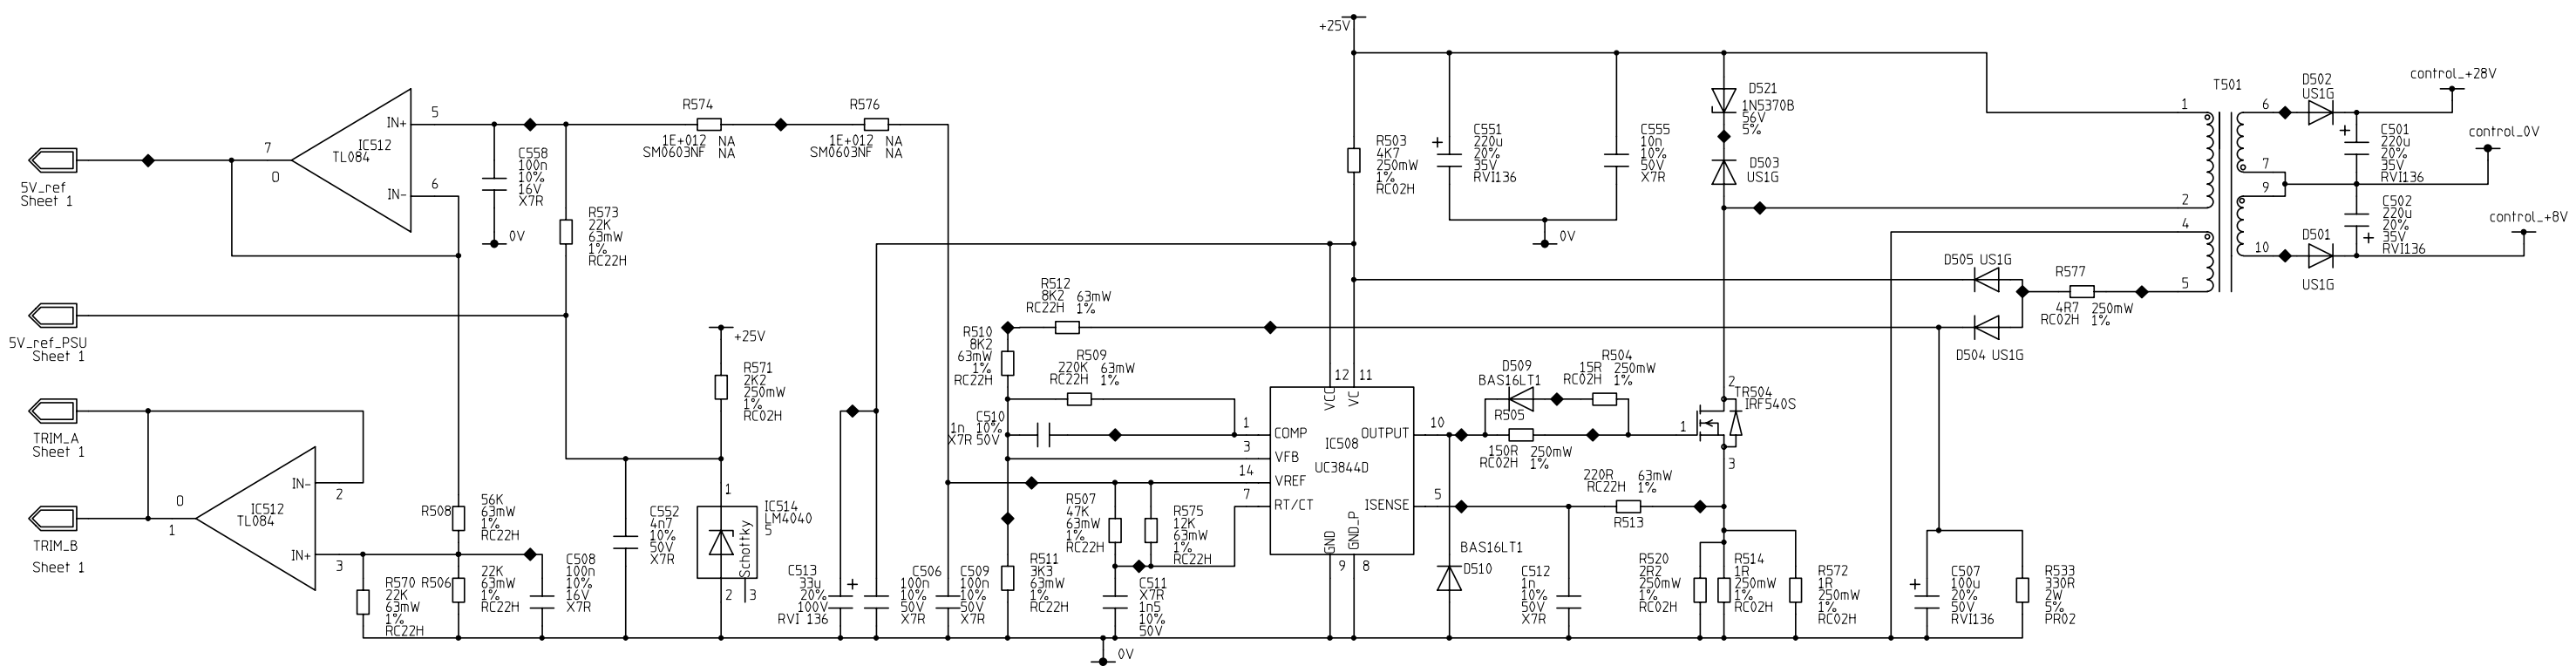 +25V
5V_ref
Sheet 1
7
0
IC512
TL084
IN+
5
IN-
6
C558
100n
10%
16V
X7R
0V
R573
22K
63mW
1%
RC22H
R574
1E+012 NA
SM0603NF NA
R576
1E+012 NA
SM0603NF NA
5V_ref_PSU
Sheet 1
TRIM_A
Sheet 1
TRIM_B
Sheet 1
0
1
IC512
TL084
IN-
2
IN+
3
R570
22K
63mW
1%
RC22H
R508
56K
63mW
1%
RC22H
R506
22K
63mW
1%
RC22H
C508
100n
10%
16V
X7R
C552
4n7
10%
50V
X7R
+25V
R571
2K2
250mW
1%
RC02H
1
IC514
LM4040
5
Schottky
2
3
C513
33u
20%
100V
RVI 136
+
C506
100n
10%
50V
X7R
C509
100n
10%
50V
X7R
R512
8K2 63mW
RC22H 1%
R510
8K2
63mW
1%
RC22H
R509
220K 63mW
RC22H 1%
C510
1n 10%
X7R 50V
R511
3K3
63mW
1%
RC22H
R507
47K
63mW
1%
RC22H
R575
12K
63mW
1%
RC22H
C511
X7R
1n5
10%
50V
0V
1
3
14
7
COMP
VFB
VREF
RT/CT
VCC
VC
12
11
IC508
UC3844D
OUTPUT
ISENSE
10
5
GND
GND_P
9
8
R503
4K7
250mW
1%
RC02H
+
C551
220u
20%
35V
RVI136
C555
10n
10%
50V
X7R
0V
D521
1N5370B
56V
5%
D503
US1G
D509
BAS16LT1
R504
15R 250mW
RC02H 1%
R505
150R 250mW
RC02H 1%
2
TR504
IRF540S
1
3
220R 63mW
RC22H 1%
R513
BAS16LT1
D510
C512
1n
10%
50V
X7R
R520
2R2
250mW
1%
RC02H
R514
1R
250mW
1%
RC02H
R572
1R
250mW
1%
RC02H
+
C507
100u
20%
50V
RVI136
R533
330R
2W
5%
PR02
D505 US1G
D504 US1G
R577
4R7 250mW
RC02H 1%
T501
1
2
4
5
6
7
9
10
D502
US1G
D501
US1G
+
C501
220u
20%
35V
RVI136
C502
220u
20%
35V
RVI136
+
control_+28V
control_0V
control_+8V